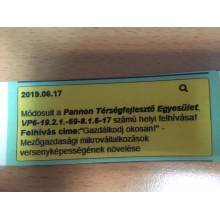 2019.06.17
Módosult a Pannon Térségfejlesztő Egyesület,
VP6-19.2.1.-69-8.1.6-17 számú helyi felhívása!
Felhívás címe:"Gazdálkodj okosan!" -
Mezőgazdasági mikrovállalkozások
versenyképességének növelése